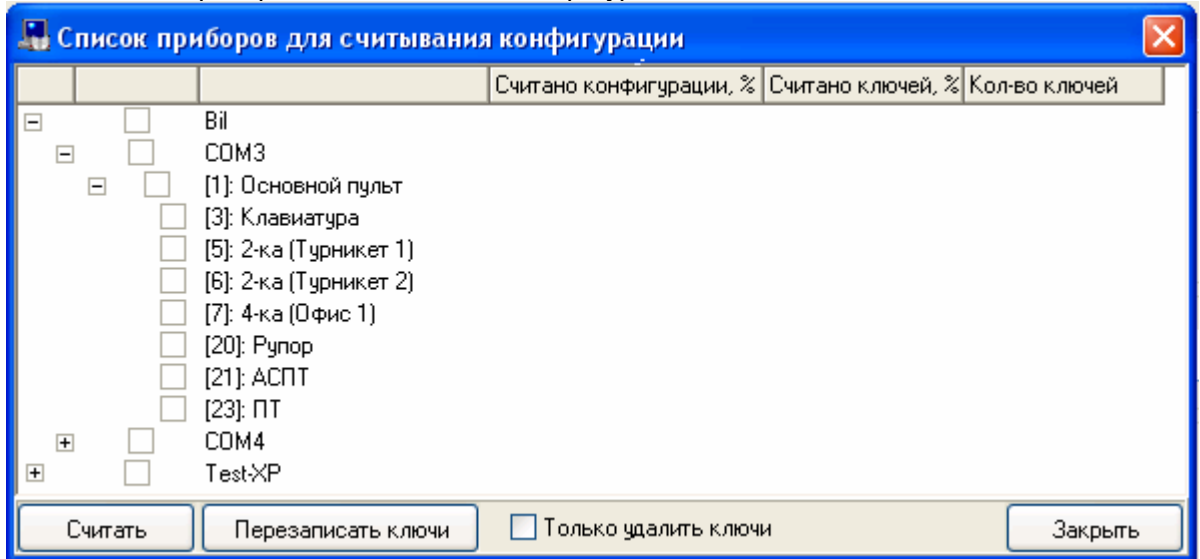 Список приборов для считывания конфигурации
Считано конфигурации, % Считано ключей, % Кол-во ключей
Bil
COM3
[1]: Основной пульт
[3]: Клавиатура
[5]: 2-ка (Турникет 1)
[6]: 2-ка (Турникет 2)
[7]: 4-ка (Офис 1)
[20]: Рупор
[21]: АСПТ
[23]: ПТ
COM4
Test-XP
Считать Перезаписать ключи Только удалить ключи Закрыть